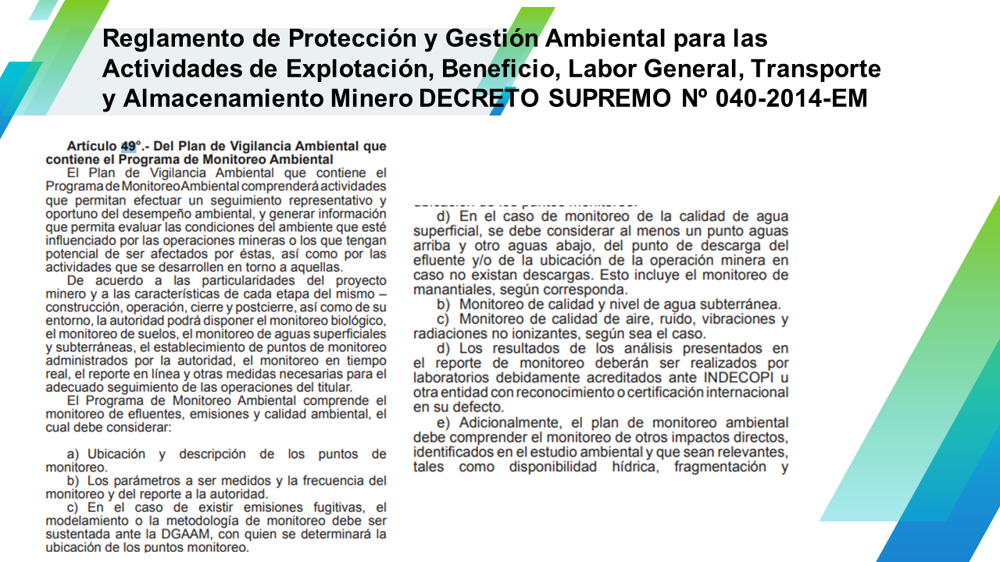 Reglamento de Protección y Gestión Ambiental para las
Actividades de Explotación, Beneficio, Labor General, Transporte
y Almacenamiento Minero DECRETO SUPREMO Nº 040-2014-EM
Artículo 49°.- Del Plan de Vigilancia Ambiental que
contiene el Programa de Monitoreo Ambiental
El Plan de Vigilancia Ambiental que contiene el
Programa de Monitoreo Ambiental comprenderá actividades
que permitan efectuar un seguimiento representativo y
oportuno del desempeño ambiental, y generar información
que permita evaluar las condiciones del ambiente que esté
influenciado por las operaciones mineras o los que tengan
potencial de ser afectados por éstas, así como por las
actividades que se desarrollen en torno a aquellas.
De acuerdo a las particularidades del proyecto
minero y a las características de cada etapa del mismo –
construcción, operación, cierre y postcierre, así como de su
entorno, la autoridad podrá disponer el monitoreo biológico,
el monitoreo de suelos, el monitoreo de aguas superficiales
y subterráneas, el establecimiento de puntos de monitoreo
administrados por la autoridad, el monitoreo en tiempo
real, el reporte en línea y otras medidas necesarias para el
adecuado seguimiento de las operaciones del titular.
El Programa de Monitoreo Ambiental comprende el
monitoreo de efluentes, emisiones y calidad ambiental, el
cual debe considerar:
a) Ubicación y descripción de los puntos de
monitoreo.
b) Los parámetros a ser medidos y la frecuencia del
monitoreo y del reporte a la autoridad.
c) En el caso de existir emisiones fugitivas, el
modelamiento o la metodología de monitoreo debe ser
sustentada ante la DGAAM, con quien se determinará la
ubicación de los puntos monitoreo.
ubicación de los puntos monitoreo.
d) En el caso de monitoreo de la calidad de agua
superficial, se debe considerar al menos un punto aguas
arriba y otro aguas abajo, del punto de descarga del
efluente y/o de la ubicación de la operación minera en
caso no existan descargas. Esto incluye el monitoreo de
manantiales, según corresponda.
b) Monitoreo de calidad y nivel de agua subterránea.
c) Monitoreo de calidad de aire, ruido, vibraciones y
radiaciones no ionizantes, según sea el caso.
d) Los resultados de los análisis presentados en
el reporte de monitoreo deberán ser realizados por
laboratorios debidamente acreditados ante INDECOPI u
otra entidad con reconocimiento o certificación internacional
en su defecto.
e) Adicionalmente, el plan de monitoreo ambiental
debe comprender el monitoreo de otros impactos directos,
identificados en el estudio ambiental y que sean relevantes,
tales como disponibilidad hídrica, fragmentación y